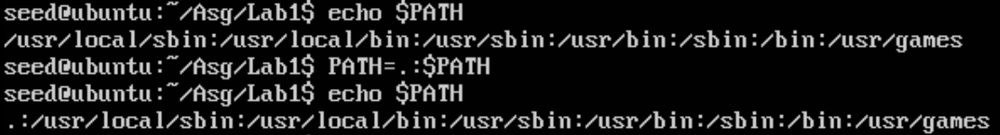 seed@ubuntu:~/Asg/Lab1$ echo $PATH
/usr/local/sbin:/usr/local/bin:/usr/sbin:/usr/bin:/sbin:/bin:/usr/games
seed@ubuntu:~/Asg/Lab1$ PATH=.:$PATH
seed@ubuntu:~/Asg/Lab1$ echo $PATH
.:/usr/local/sbin:/usr/local/bin:/usr/sbin:/usr/bin:/sbin:/bin:/usr/games